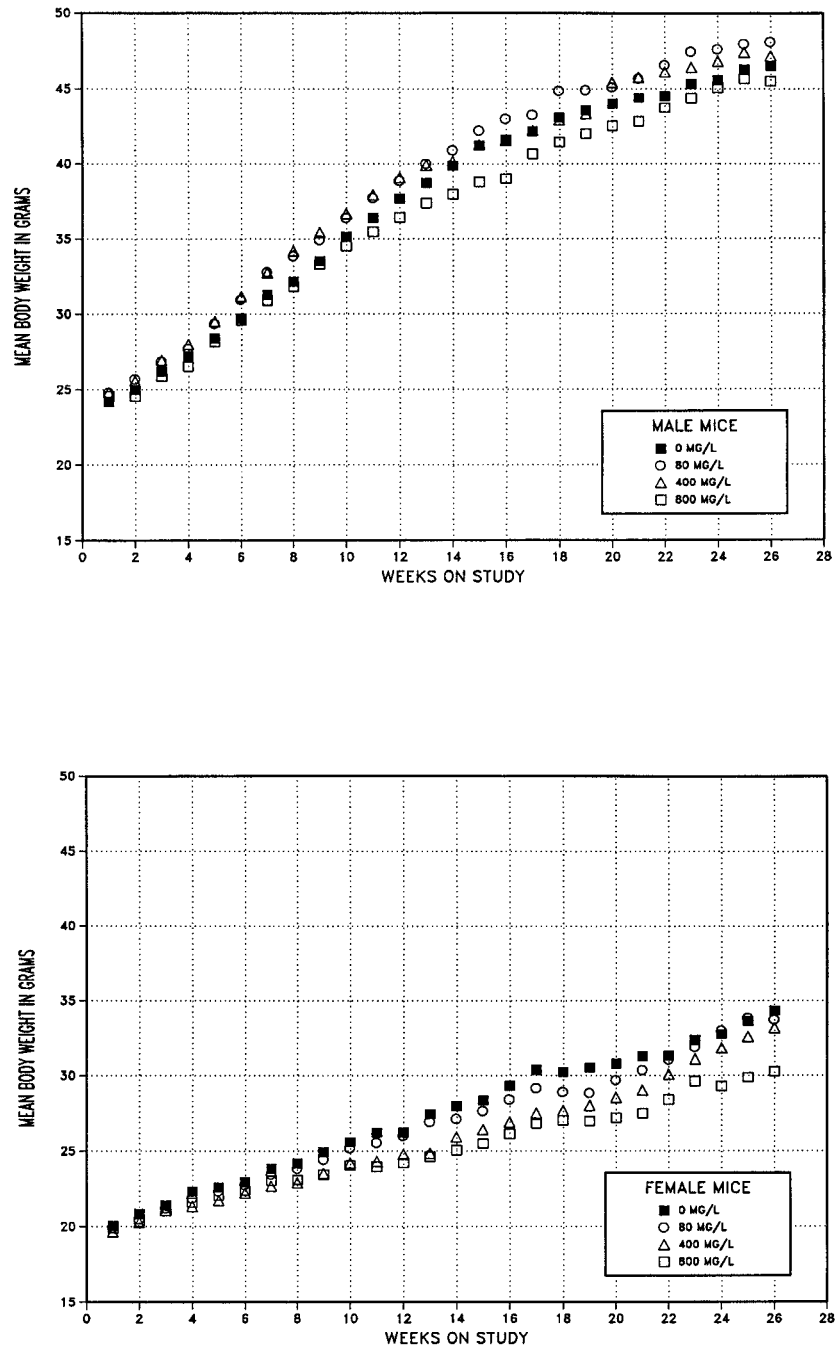 MEAN BODY WEIGHT IN GRAMS
50
45
40
35
30
25
20
15
0 2 4 6 8 10 12 14 16 18 20 22 24 26 28
WEEKS ON STUDY
MALE MICE
0 MG/L
80 MG/L
400 MG/L
800 MG/L
MEAN BODY WEIGHT IN GRAMS
50
45
40
35
30
25
20
15
0 2 4 6 8 10 12 14 16 18 20 22 24 26 28
WEEKS ON STUDY
FEMALE MICE
0 MG/L
80 MG/L
400 MG/L
800 MG/L